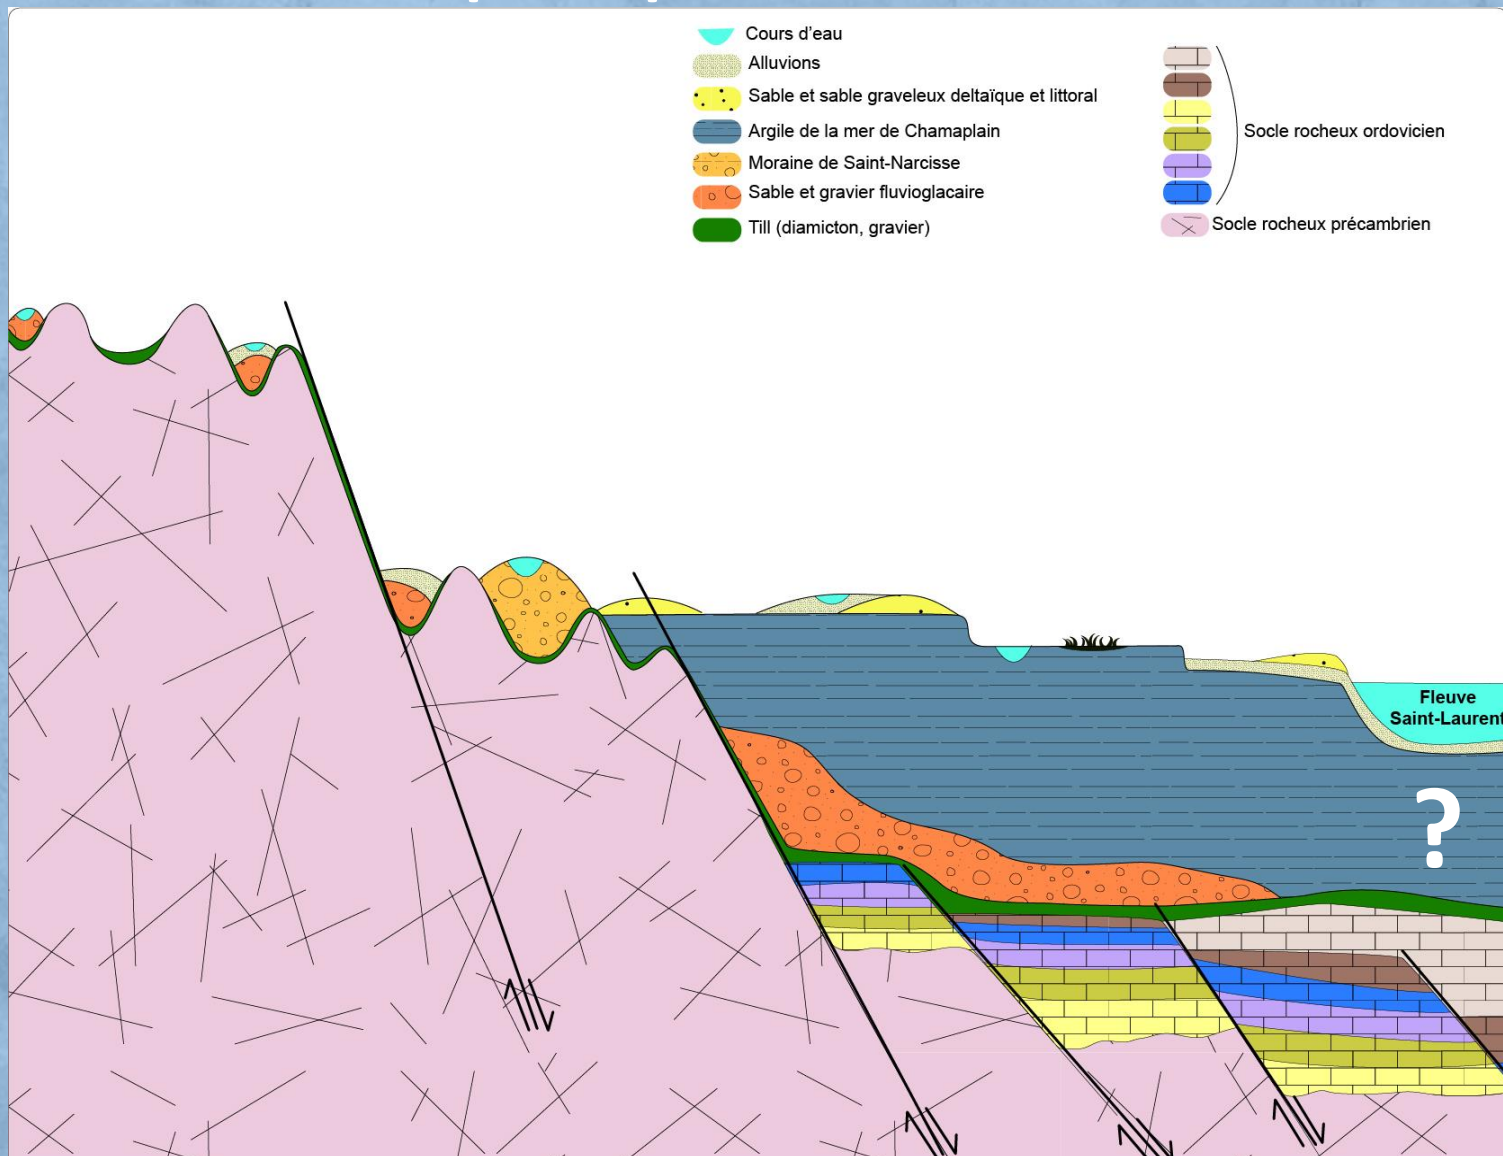 Cours d'eau
Alluvions
Sable et sable graveleux deltaïque et littoral
Argile de la mer de Chamaplain
Moraine de Saint-Narcisse
Sable et gravier fluvioglacaire
Till (diamicton, gravier)
Socle rocheux ordovicien
Socle rocheux précambrien
Fleuve
Saint-Laurent
?